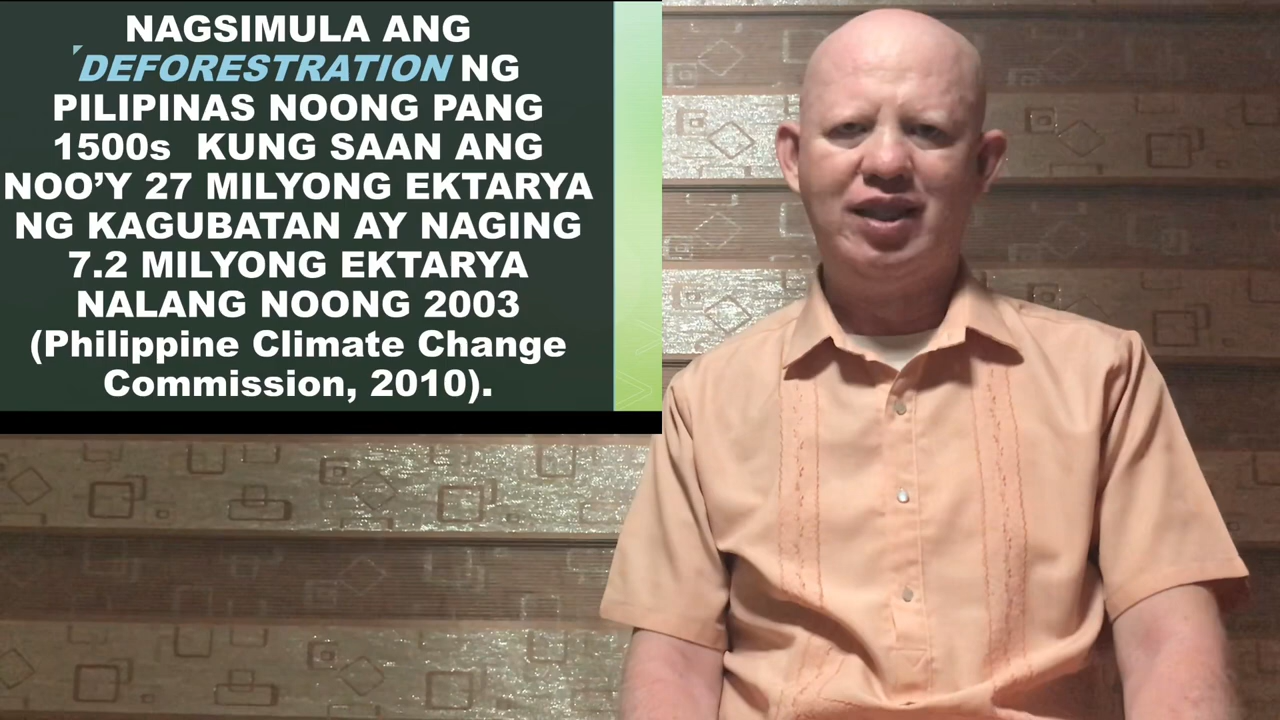 NAGSIMULA ANG
DEFORESTRATION NG
PILIPINAS NOONG PANG
1500s KUNG SAAN ANG
NOO’Y 27 MILYONG EKTARYA
NG KAGUBATAN AY NAGING
7.2 MILYONG EKTARYA
NALANG NOONG 2003
(Philippine Climate Change
Commission, 2010).